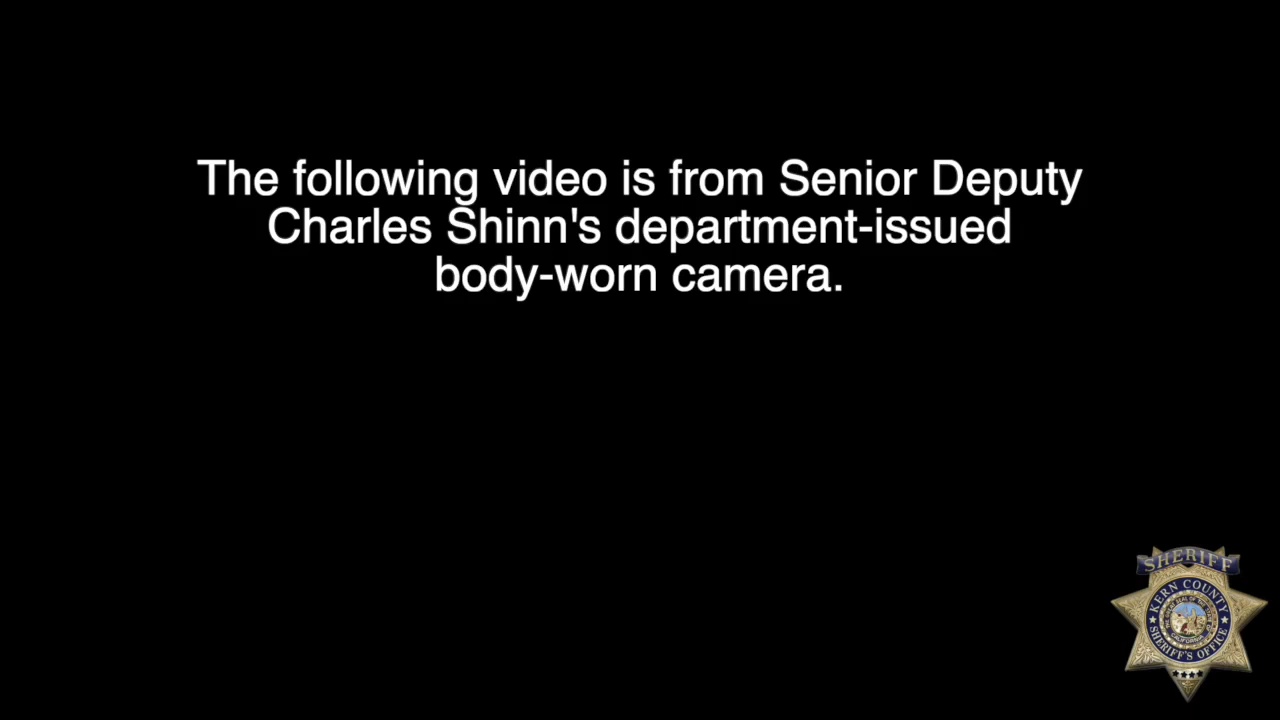 The following video is from Senior Deputy
Charles Shinn's department-issued
body-worn camera.
SHERIFF
KERN COUNTY
SHERIFF'S OFFICE
CALIFORNIA